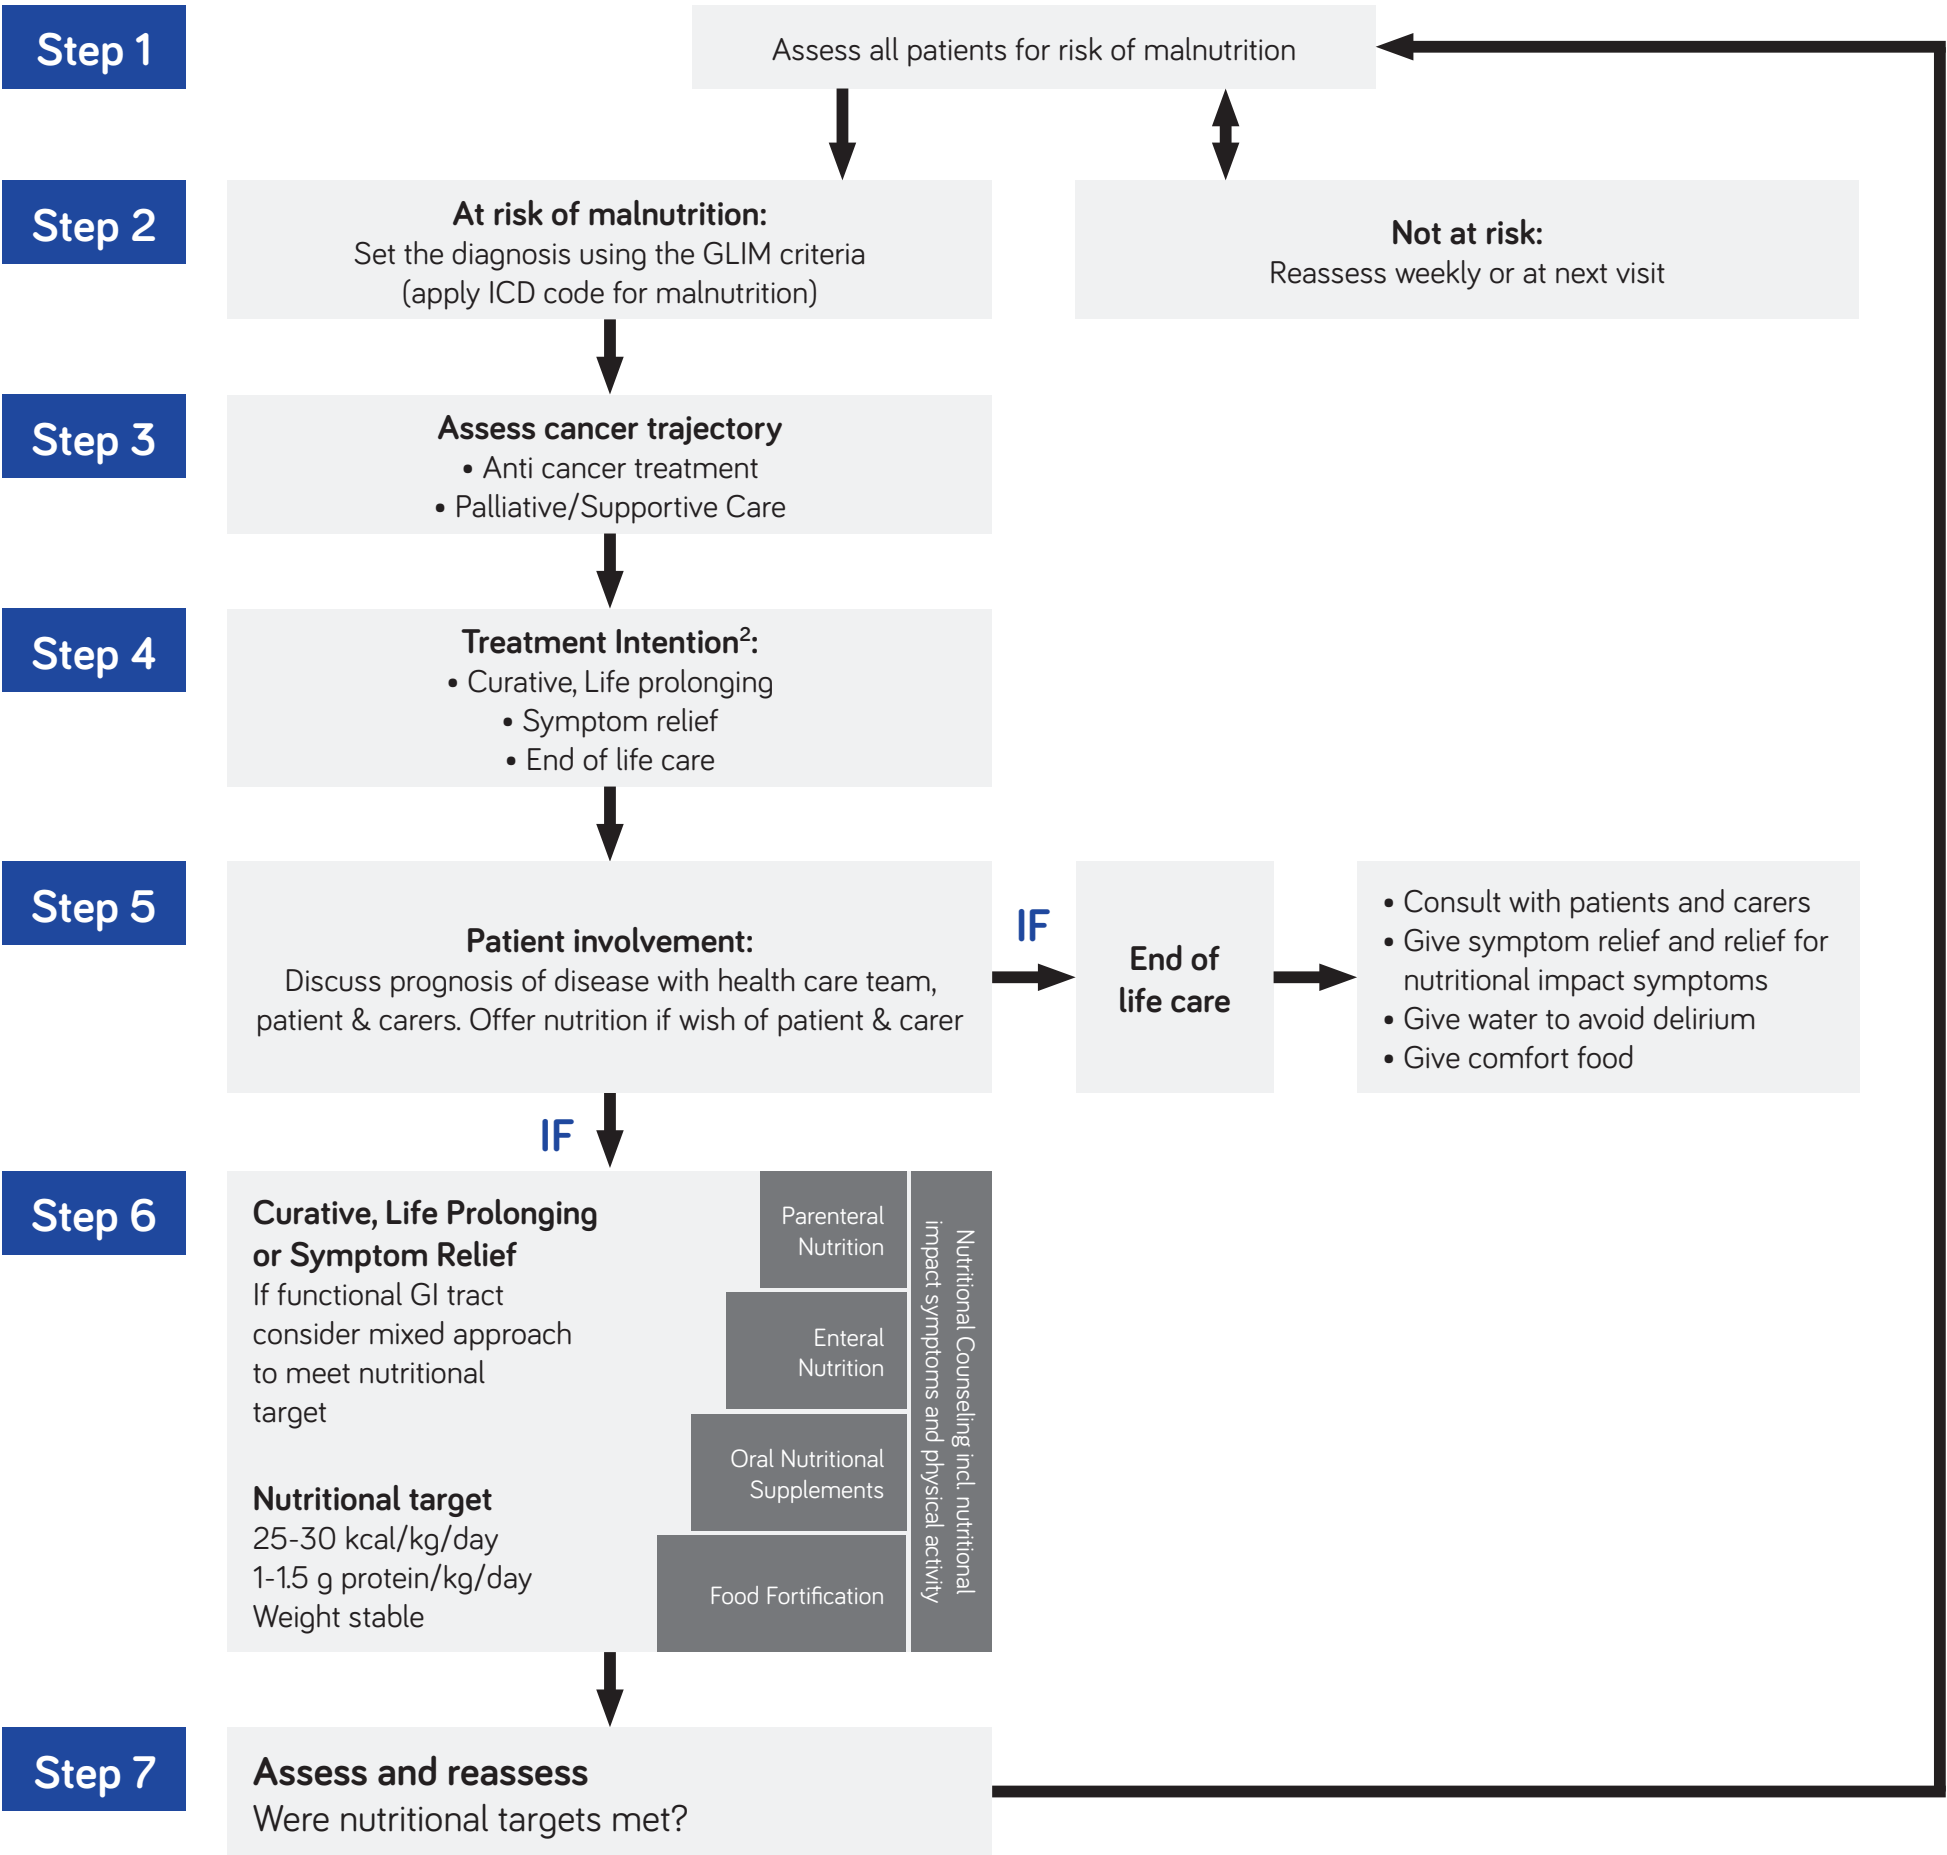 Step 1
Assess all patients for risk of malnutrition
Step 2
At risk of malnutrition:
Set the diagnosis using the GLIM criteria
(apply ICD code for malnutrition)
Not at risk:
Reassess weekly or at next visit
Step 3
Assess cancer trajectory
• Anti cancer treatment
• Palliative/Supportive Care
Step 4
Treatment Intention²:
• Curative, Life prolonging
• Symptom relief
• End of life care
Step 5
Patient involvement:
Discuss prognosis of disease with health care team,
patient & carers. Offer nutrition if wish of patient & carer
IF
End of
life care
• Consult with patients and carers
• Give symptom relief and relief for
nutritional impact symptoms
• Give water to avoid delirium
• Give comfort food
IF
Step 6
Curative, Life Prolonging
or Symptom Relief
If functional GI tract
consider mixed approach
to meet nutritional
target
Nutritional target
25-30 kcal/kg/day
1-1.5 g protein/kg/day
Weight stable
Parenteral
Nutrition
Enteral
Nutrition
Oral Nutritional
Supplements
Food Fortification
Nutritional Counseling incl. nutritional
impact symptoms and physical activity
Step 7
Assess and reassess
Were nutritional targets met?